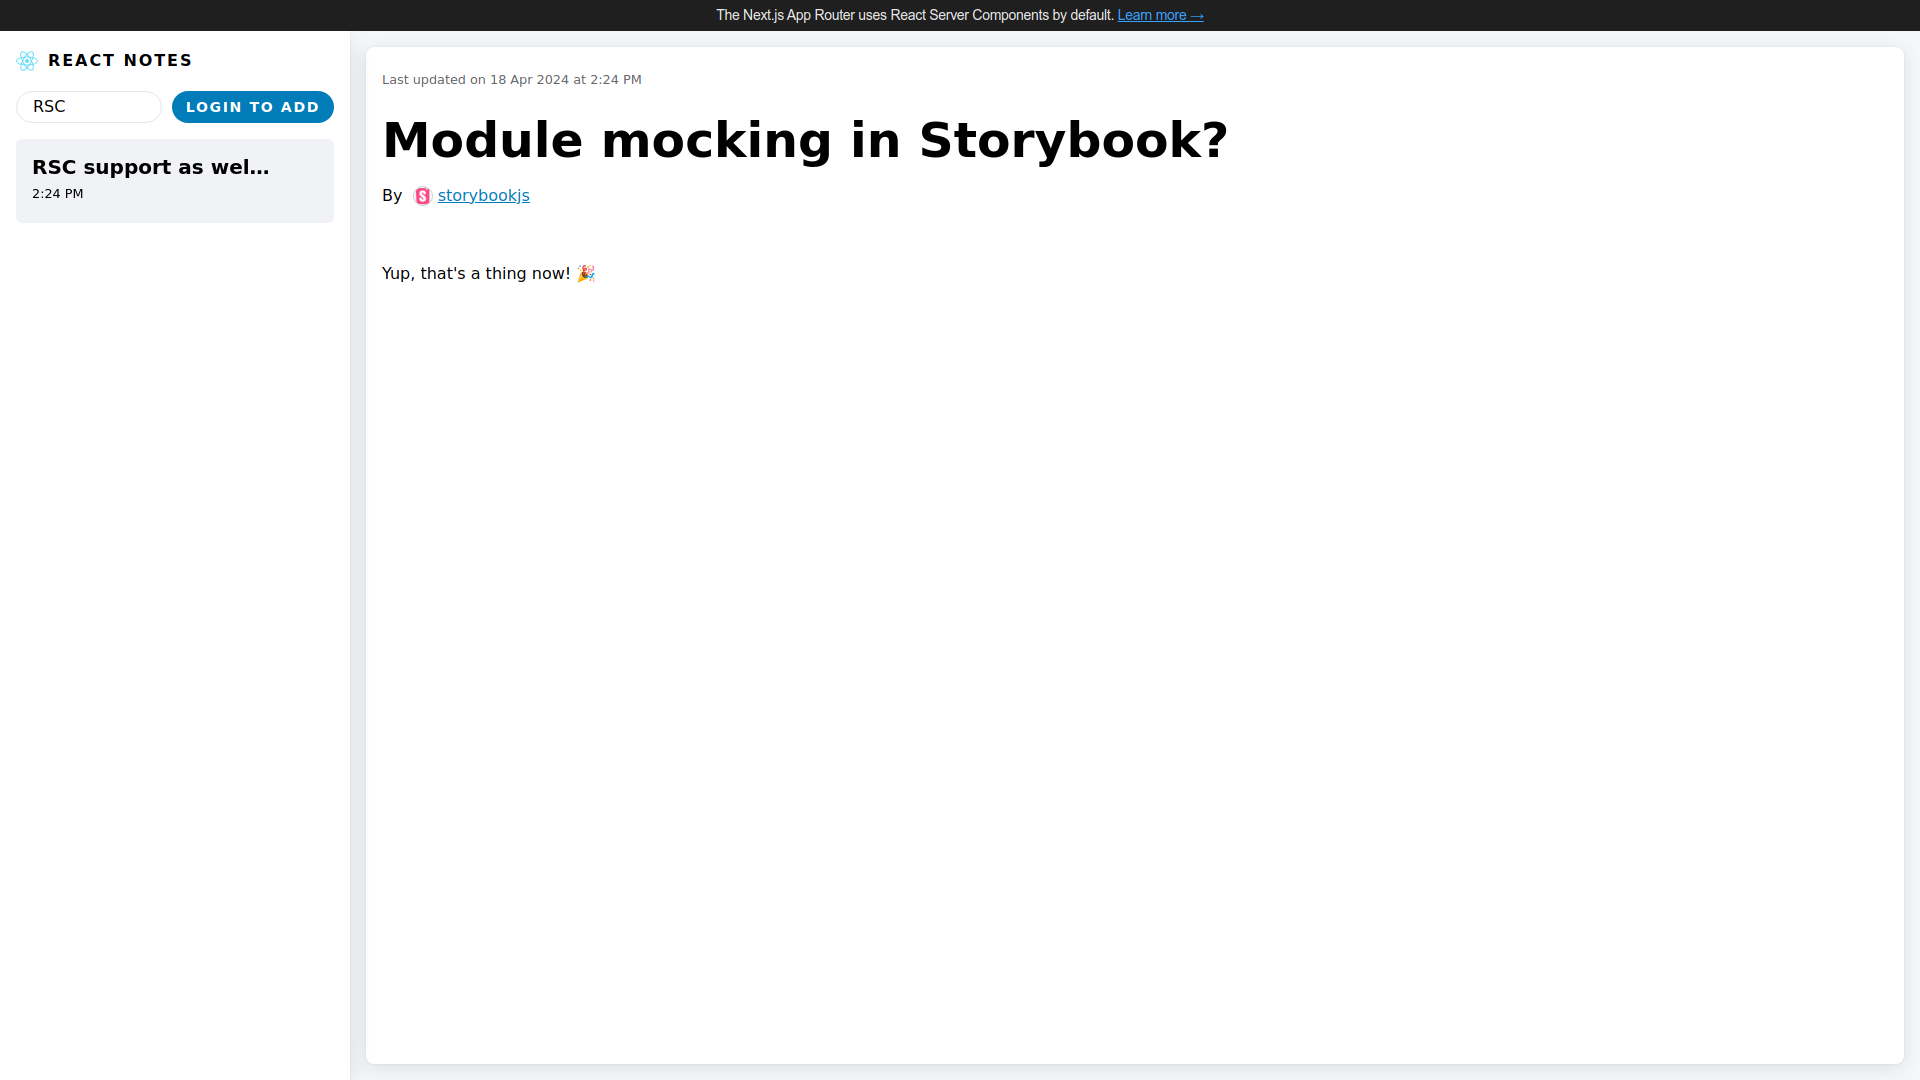 The Next.js App Router uses React Server Components by default. Learn more →
REACT NOTES
RSC
LOGIN TO ADD
RSC support as wel...
2:24 PM
Last updated on 18 Apr 2024 at 2:24 PM
Module mocking in Storybook?
By storybookjs
Yup, that's a thing now! 🎉